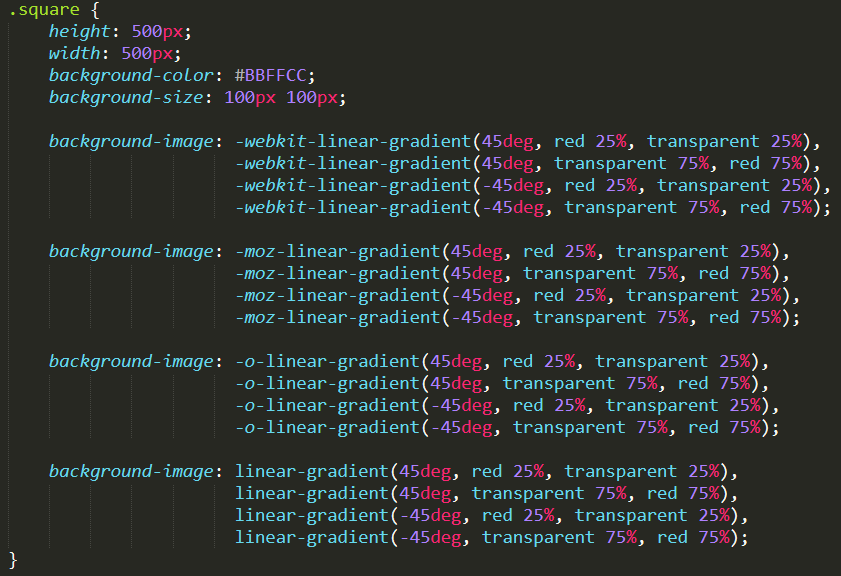 .square {
height: 500px;
width: 500px;
background-color: #BBFFCC;
background-size: 100px 100px;
background-image: -webkit-linear-gradient(45deg, red 25%, transparent 25%),
-webkit-linear-gradient(45deg, transparent 75%, red 75%),
-webkit-linear-gradient(-45deg, red 25%, transparent 25%),
-webkit-linear-gradient(-45deg, transparent 75%, red 75%);
background-image: -moz-linear-gradient(45deg, red 25%, transparent 25%),
-moz-linear-gradient(45deg, transparent 75%, red 75%),
-moz-linear-gradient(-45deg, red 25%, transparent 25%),
-moz-linear-gradient(-45deg, transparent 75%, red 75%);
background-image: -o-linear-gradient(45deg, red 25%, transparent 25%),
-o-linear-gradient(45deg, transparent 75%, red 75%),
-o-linear-gradient(-45deg, red 25%, transparent 25%),
-o-linear-gradient(-45deg, transparent 75%, red 75%);
background-image: linear-gradient(45deg, red 25%, transparent 25%),
linear-gradient(45deg, transparent 75%, red 75%),
linear-gradient(-45deg, red 25%, transparent 25%),
linear-gradient(-45deg, transparent 75%, red 75%);
}